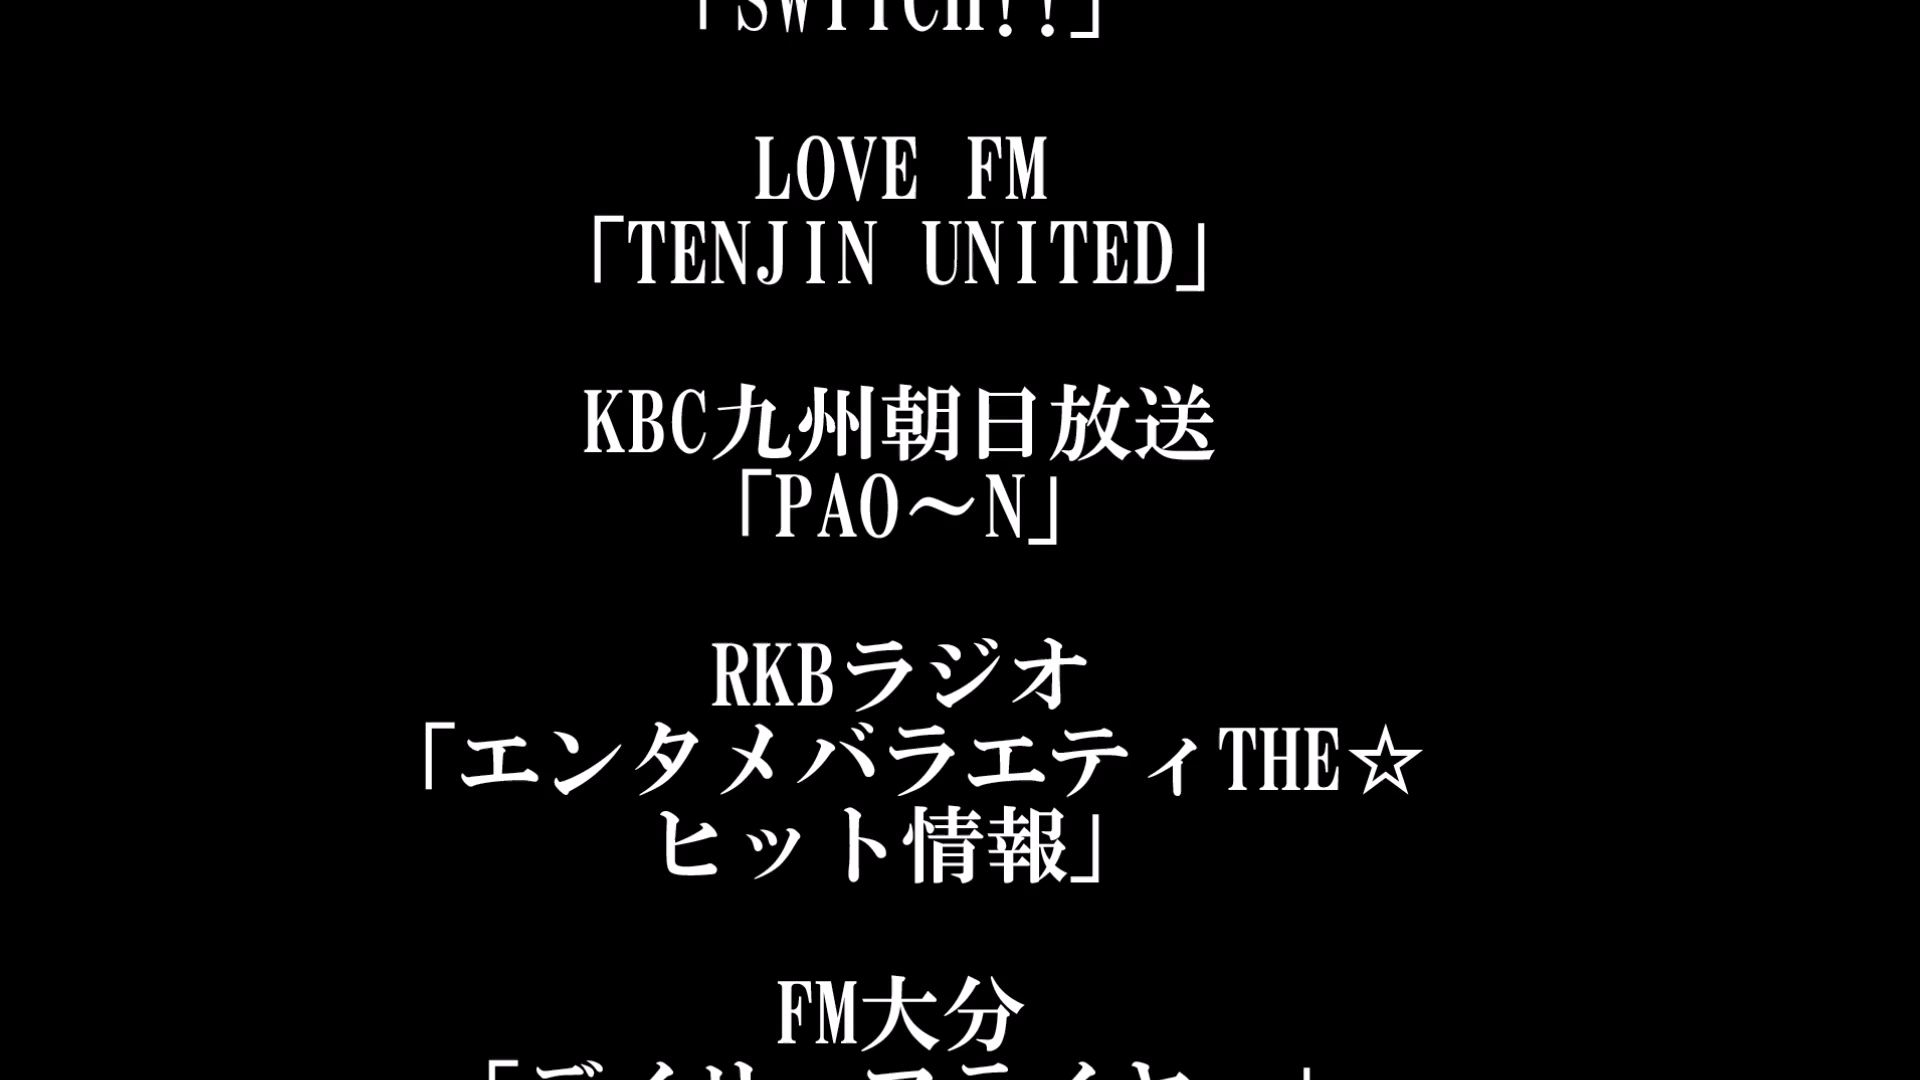 「SWITCH!!」
LOVE FM
「TENJIN UNITED」
KBC九州朝日放送
「PAO～N」
RKBラジオ
「エンタメバラエティTHE☆
ヒット情報」
FM大分